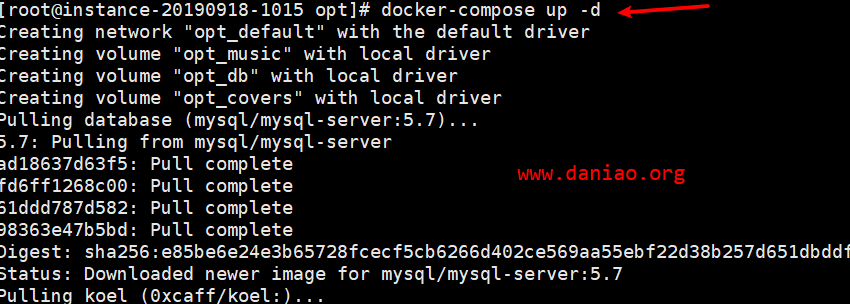 [root@instance-20190918-1015 opt]# docker-compose up -d
Creating network "opt_default" with the default driver
Creating volume "opt_music" with local driver
Creating volume "opt_db" with local driver
Creating volume "opt_covers" with local driver
Pulling database (mysql/mysql-server:5.7)...
5.7: Pulling from mysql/mysql-server
ad18637d63f5: Pull complete
www.daniao.org
fd6ff1268c00: Pull complete
61ddd787d582: Pull complete
98363e47b5bd: Pull complete
Digest: sha256:e85be6e24e3b65728fcecf5cb6266d402ce569aa55ebf22d38b257d651dbddf
Status: Downloaded newer image for mysql/mysql-server:5.7
Pulling koel (0xcaff/koel:)...